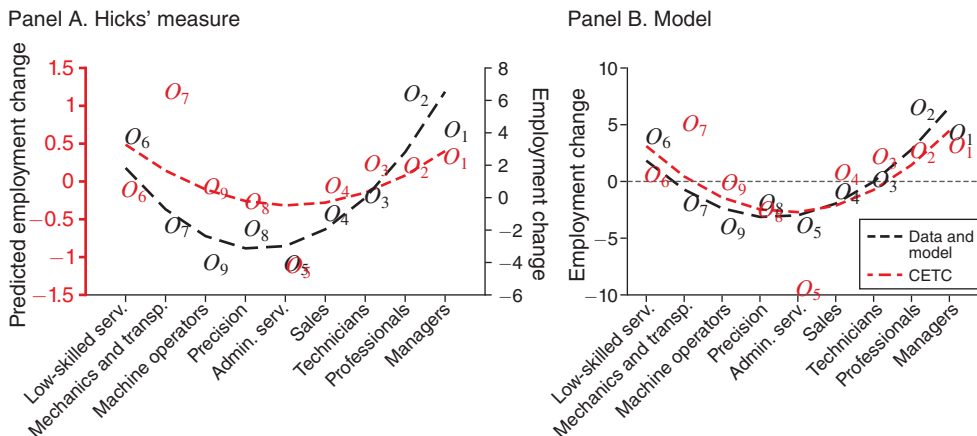 Panel A. Hicks' measure
Predicted employment change
1.5
1
0.5
0
−0.5
−1
−1.5
8
6
4
2
0
−2
−4
−6
Employment change
O6
O7
O9
O8
O5
O4
O3
O2
O1
O6
O7
O9
O8
O5
O4
O3
O2
O1
Low-skilled serv.
Mechanics and transp.
Machine operators
Precision
Admin. serv.
Sales
Technicians
Professionals
Managers
Panel B. Model
Employment change
10
5
0
−5
−10
O6
O7
O9
O8
O5
O4
O3
O2
O1
O6
O7
O9
O8
O5
O4
O3
O2
O1
Data and
model
CETC
Low-skilled serv.
Mechanics and transp.
Machine operators
Precision
Admin. serv.
Sales
Technicians
Professionals
Managers